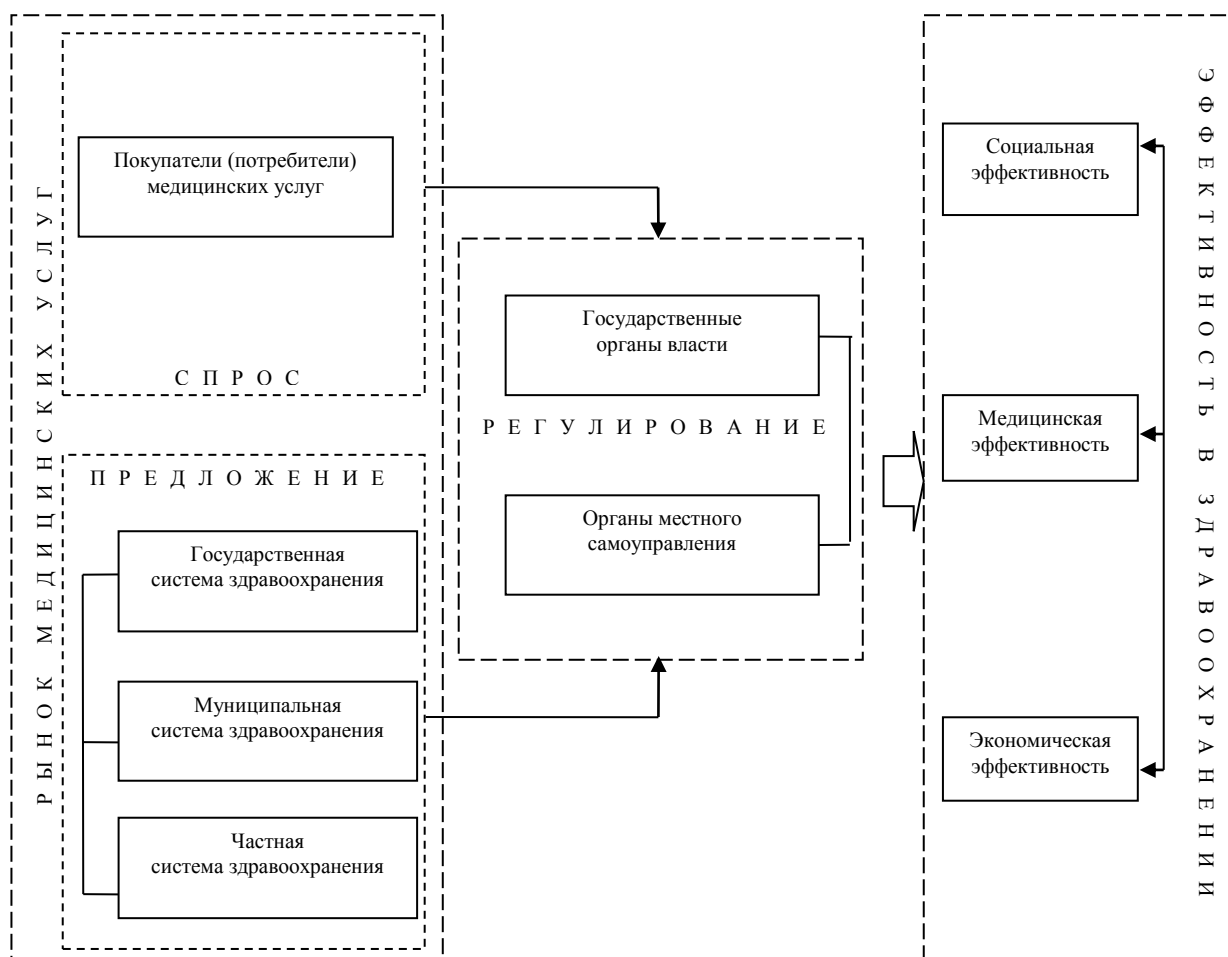 РЫНОК МЕДИЦИНСКИХ УСЛУГ
Покупатели (потребители)
медицинских услуг
СПРОС
ПРЕДЛОЖЕНИЕ
Государственная
система здравоохранения
Муниципальная
система здравоохранения
Частная
система здравоохранения
Государственные
органы власти
РЕГУЛИРОВАНИЕ
Органы местного
самоуправления
Социальная
эффективность
Медицинская
эффективность
Экономическая
эффективность
ЭФФЕКТИВНОСТЬ В ЗДРАВООХРАНЕНИИ